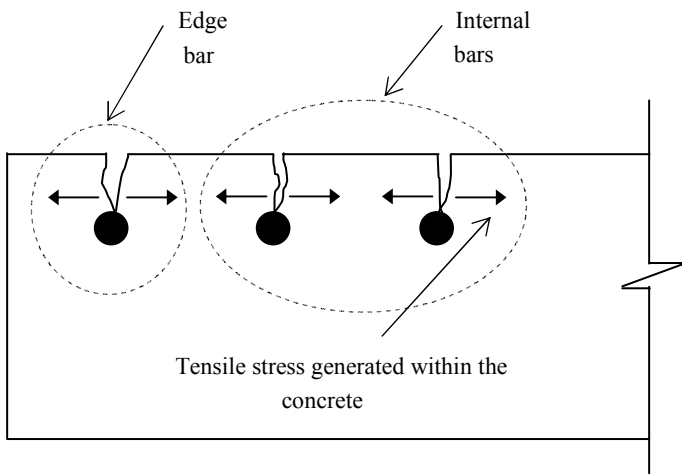 Edge
bar
Internal
bars
Tensile stress generated within the
concrete